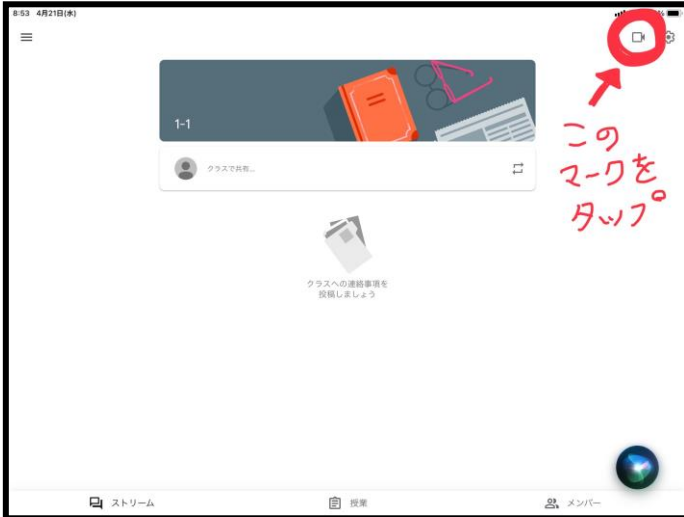 8:53 4月21日(水)
%
1-1
クラスで共有...
この
マークを
タップ
クラスへの連絡事項を
投稿しましょう
ストリーム
授業
メンバー